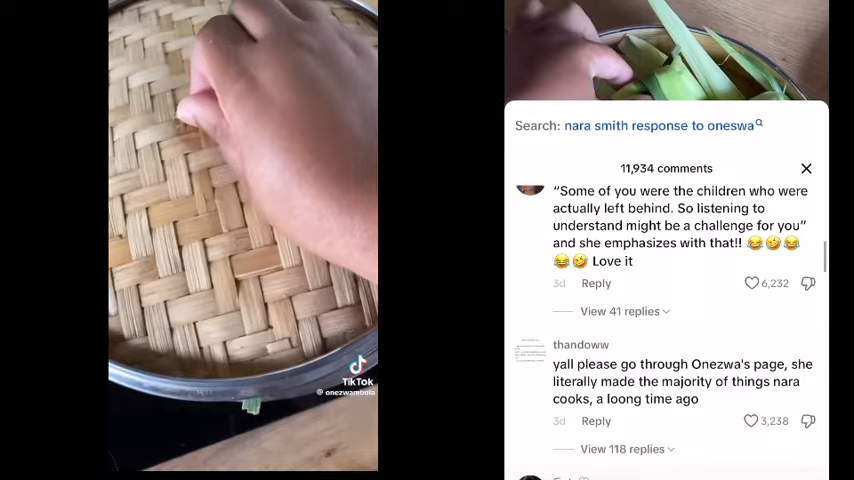 TikTok
@ onezwambola
Search: nara smith response to oneswa
11,934 comments
“Some of you were the children who were
actually left behind. So listening to
understand might be a challenge for you”
and she emphasizes with that!! 😂🤣😂
😂🤣 Love it
3d Reply 6,232
View 41 replies
thandoww
yall please go through Onezwa's page, she
literally made the majority of things nara
cooks, a loong time ago
3d Reply 3,238
View 118 replies